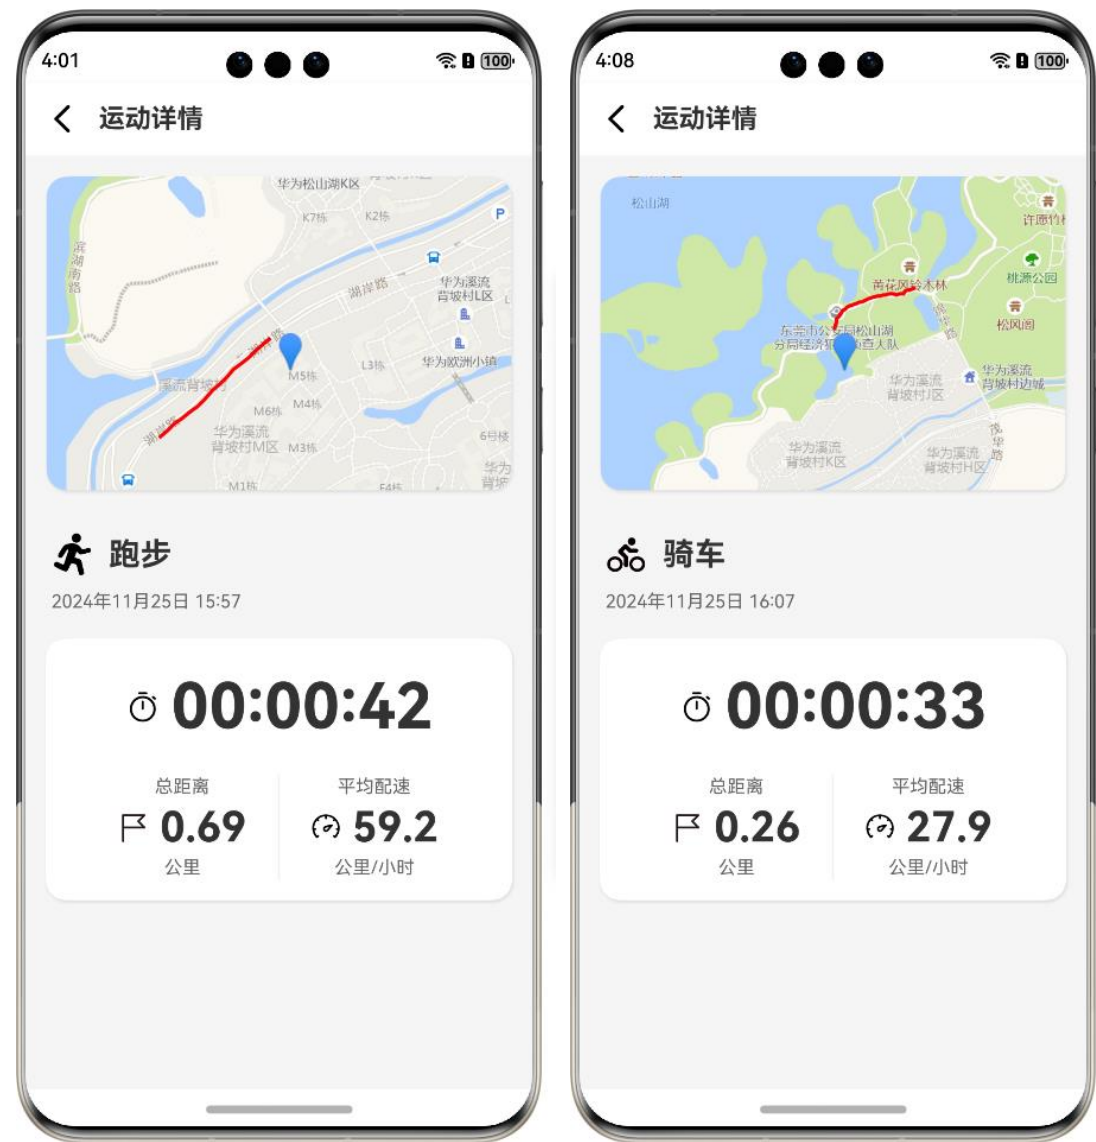 4:01
100
运动详情
华为松山湖K区
K7栋
K2栋
P
滨湖南路
湖岸路
华为溪流
背坡村L区
L3栋
华为欧洲小镇
M5栋
溪流背坡村
M6栋
M4栋
湖岸路
华为溪流
背坡村M区
M3栋
6号楼
M1栋
跑步
2024年11月25日 15:57
00:00:42
总距离
平均配速
0.69
59.2
公里
公里/小时
4:08
100
运动详情
松山湖
许愿竹林
桃源公园
黄花风铃木林
松风阁
东莞市公安局松山湖
分局经济犯罪侦查大队
华为溪流
背坡村J区
华为溪流
背坡村边城
华为溪流
背坡村K区
华为溪流
背坡村H区
骑车
2024年11月25日 16:07
00:00:33
总距离
平均配速
0.26
27.9
公里
公里/小时